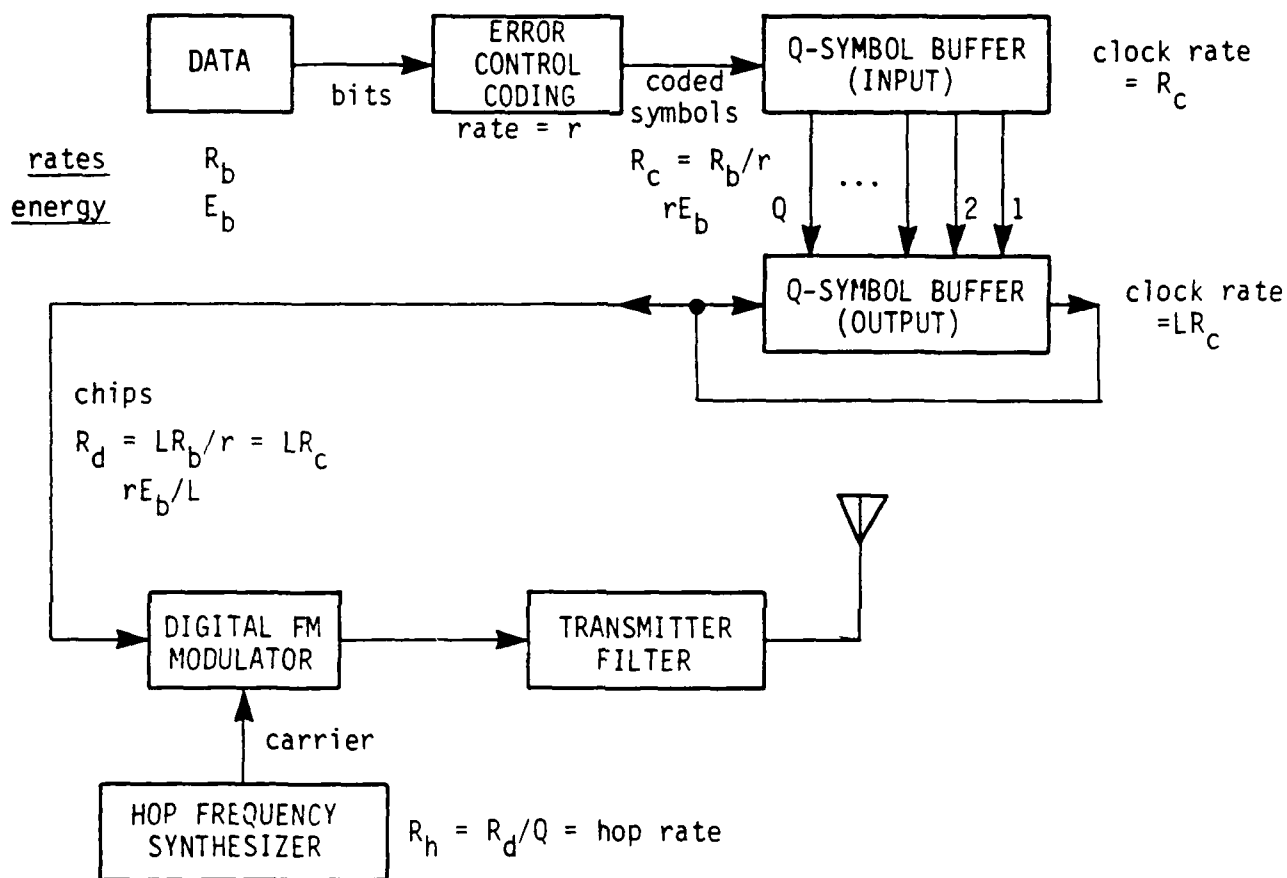 DATA
bits
ERROR
CONTROL
CODING
rate = r
coded
symbols
Q-SYMBOL BUFFER
(INPUT)
clock rate
= R_c
rates R_b R_c = R_b/r
energy E_b rE_b
Q ... 2 1
Q-SYMBOL BUFFER
(OUTPUT)
clock rate
=LR_c
chips
R_d = LR_b/r = LR_c
rE_b/L
DIGITAL FM
MODULATOR
TRANSMITTER
FILTER
carrier
HOP FREQUENCY
SYNTHESIZER
R_h = R_d/Q = hop rate